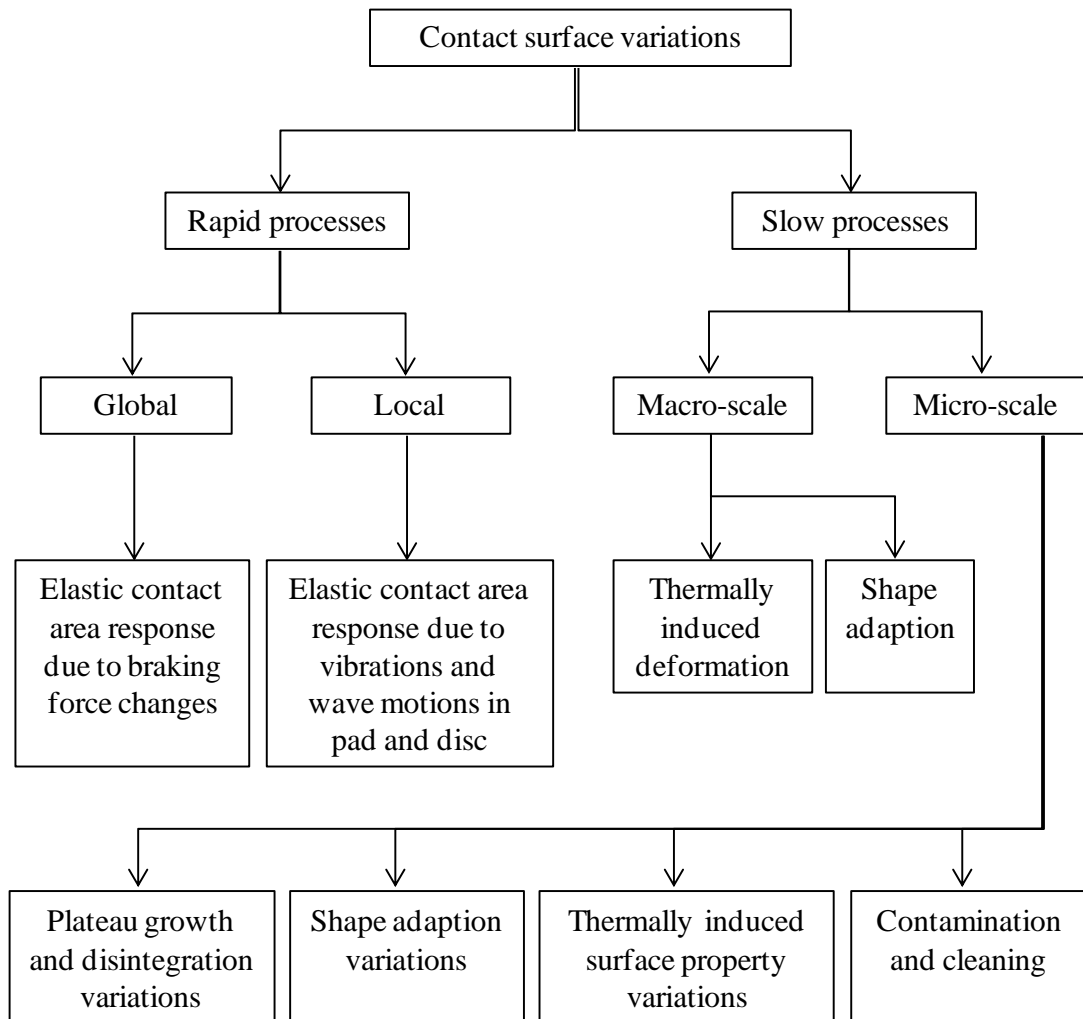 Contact surface variations
Rapid processes
Slow processes
Global
Local
Macro-scale
Micro-scale
Elastic contact
area response
due to braking
force changes
Elastic contact area
response due to
vibrations and
wave motions in
pad and disc
Thermally
induced
deformation
Shape
adaption
Plateau growth
and disintegration
variations
Shape adaption
variations
Thermally induced
surface property
variations
Contamination
and cleaning